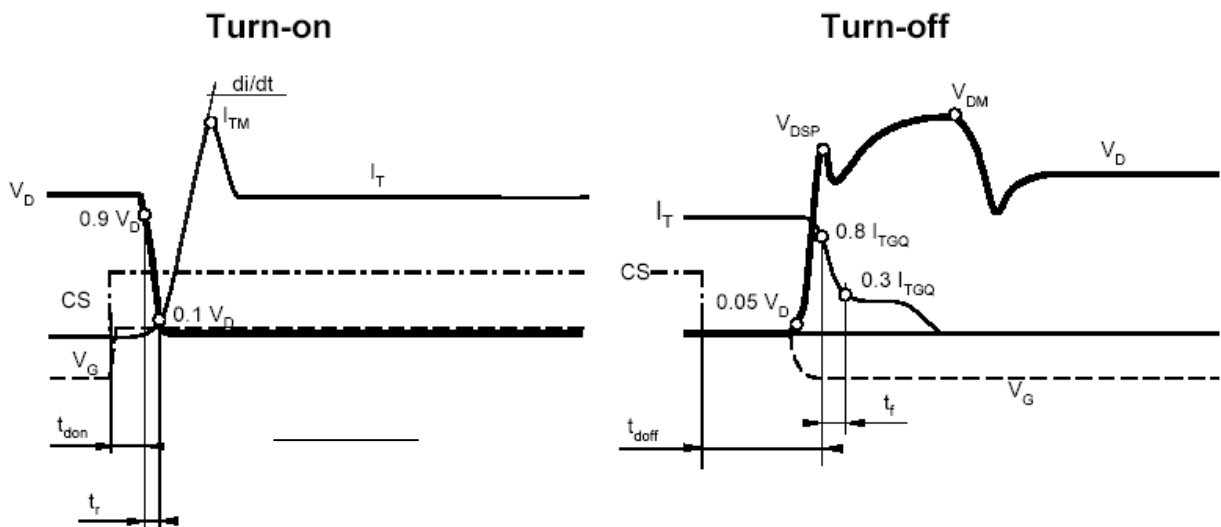 Turn-on
Turn-off
di/dt
I_TM
V_D
0.9 V_D
I_T
CS
0.1 V_D
V_G
t_don
t_r
V_DM
V_DSP
V_D
I_T
0.8 I_TGQ
CS
0.05 V_D
0.3 I_TGQ
V_G
t_f
t_doff